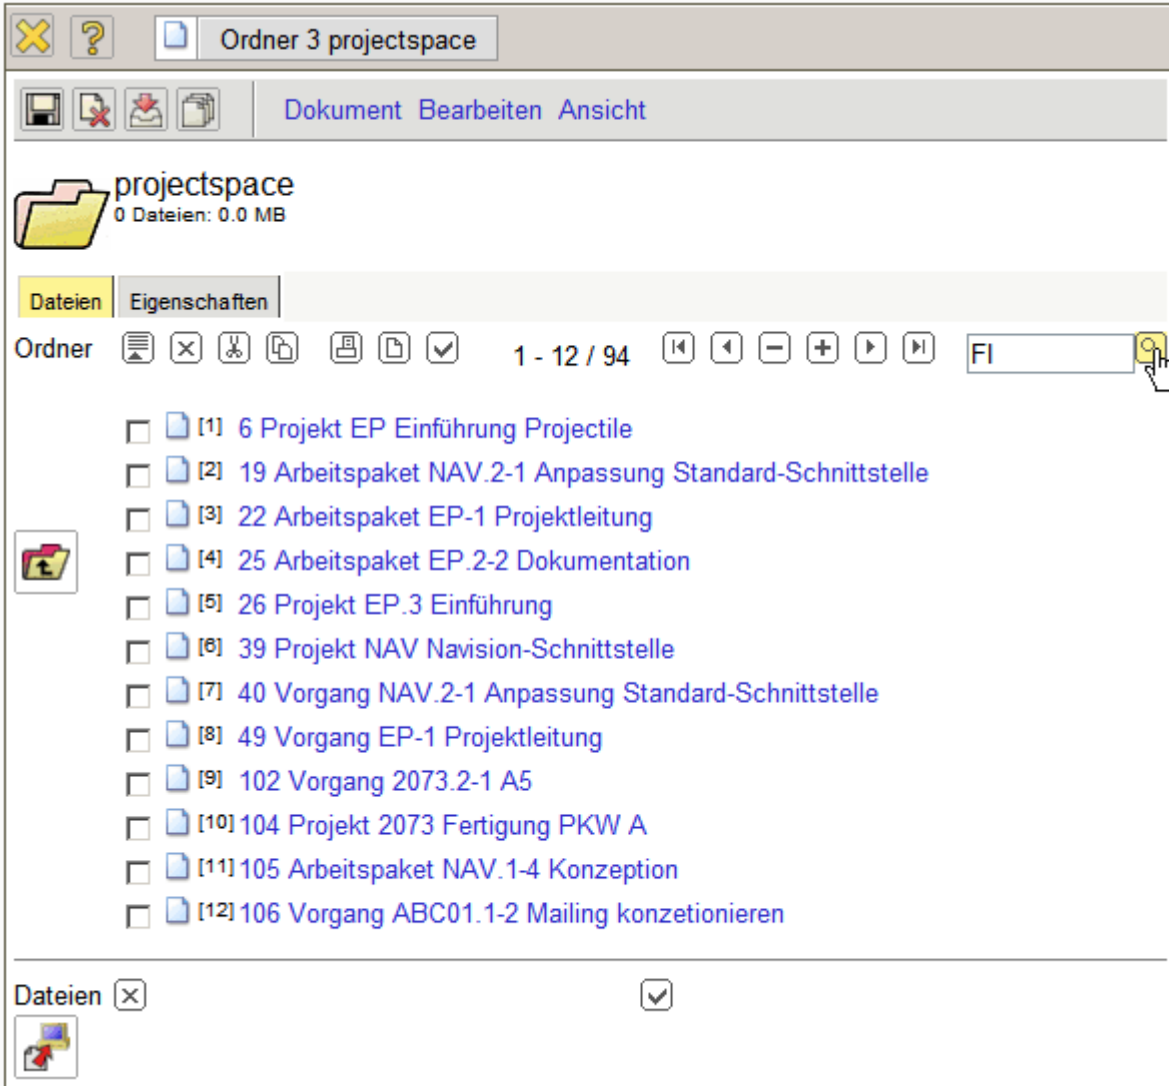 Ordner 3 projectspace
Dokument Bearbeiten Ansicht
projectspace
0 Dateien: 0.0 MB
Dateien Eigenschaften
Ordner 1 - 12 / 94 FI
[1] 6 Projekt EP Einführung Projectile
[2] 19 Arbeitspaket NAV.2-1 Anpassung Standard-Schnittstelle
[3] 22 Arbeitspaket EP-1 Projektleitung
[4] 25 Arbeitspaket EP.2-2 Dokumentation
[5] 26 Projekt EP.3 Einführung
[6] 39 Projekt NAV Navision-Schnittstelle
[7] 40 Vorgang NAV.2-1 Anpassung Standard-Schnittstelle
[8] 49 Vorgang EP-1 Projektleitung
[9] 102 Vorgang 2073.2-1 A5
[10] 104 Projekt 2073 Fertigung PKW A
[11] 105 Arbeitspaket NAV.1-4 Konzeption
[12] 106 Vorgang ABC01.1-2 Mailing konzetionieren
Dateien